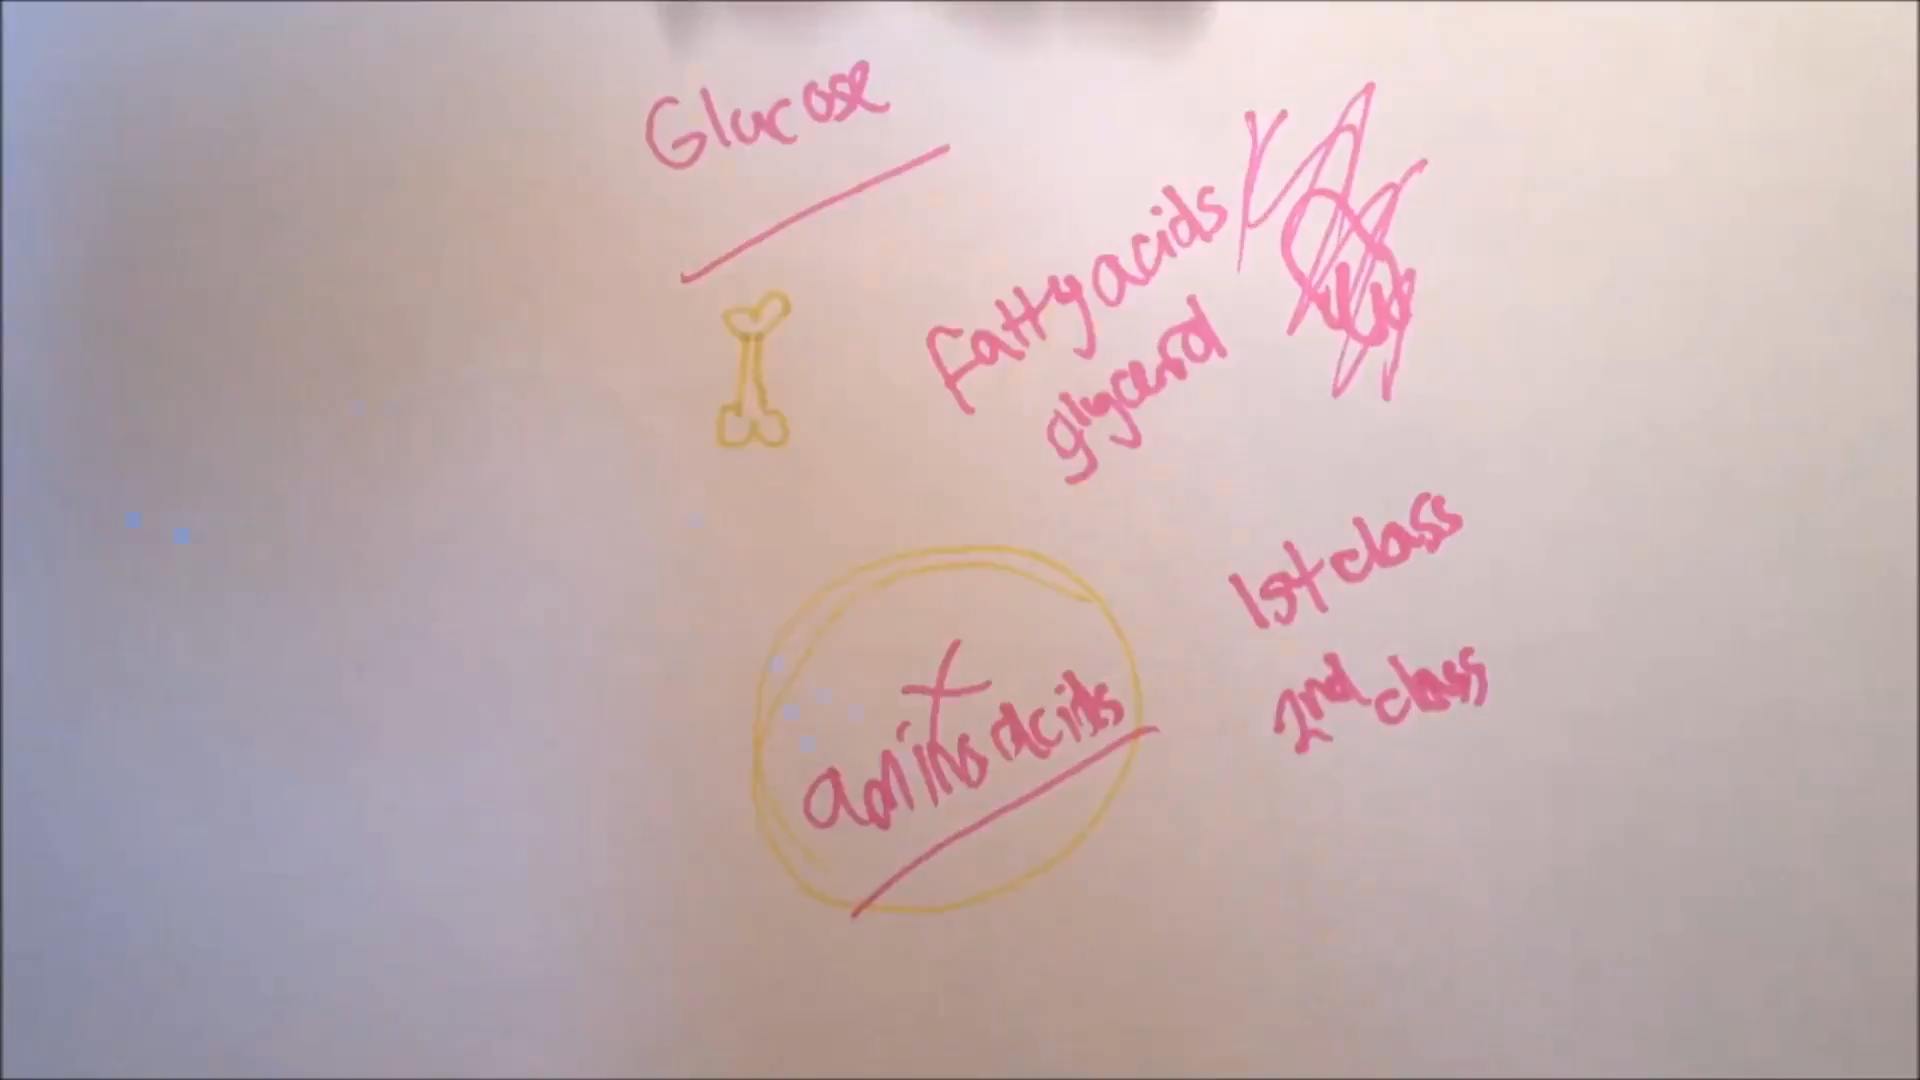 Glucose
Fatty acids
glycerol
1st class
2nd class
amino acids